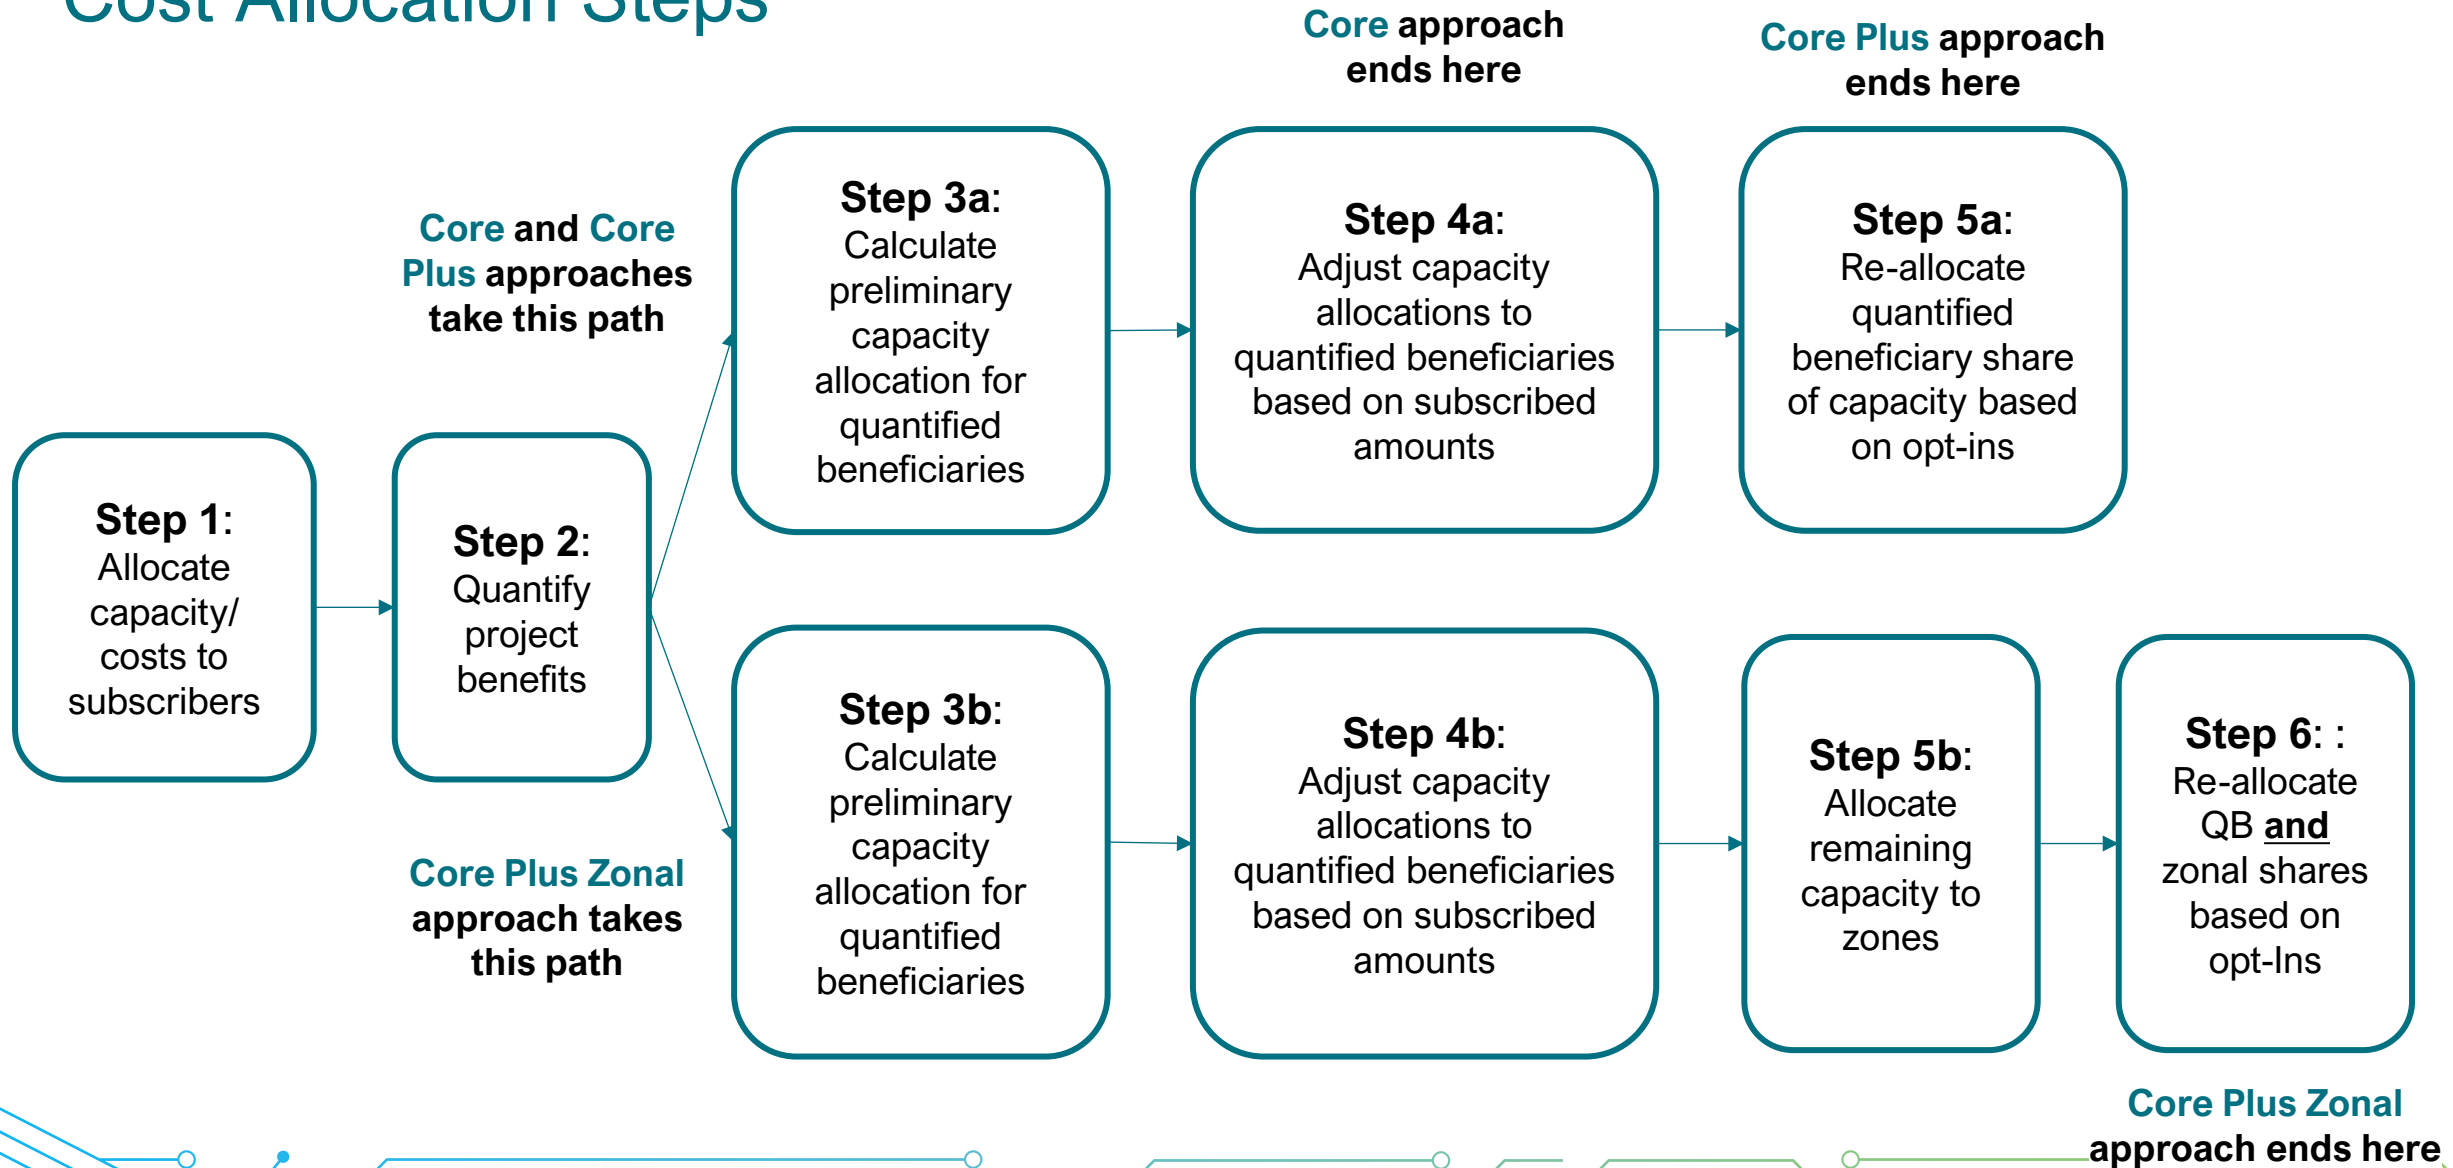 Cost Allocation Steps
Core approach
ends here
Core Plus approach
ends here
Core and Core
Plus approaches
take this path
Step 3a:
Calculate
preliminary
capacity
allocation for
quantified
beneficiaries
Step 4a:
Adjust capacity
allocations to
quantified beneficiaries
based on subscribed
amounts
Step 5a:
Re-allocate
quantified
beneficiary share
of capacity based
on opt-ins
Step 1:
Allocate
capacity/
costs to
subscribers
Step 2:
Quantify
project
benefits
Core Plus Zonal
approach takes
this path
Step 3b:
Calculate
preliminary
capacity
allocation for
quantified
beneficiaries
Step 4b:
Adjust capacity
allocations to
quantified beneficiaries
based on subscribed
amounts
Step 5b:
Allocate
remaining
capacity to
zones
Step 6: :
Re-allocate
QB and
zonal shares
based on
opt-Ins
Core Plus Zonal
approach ends here